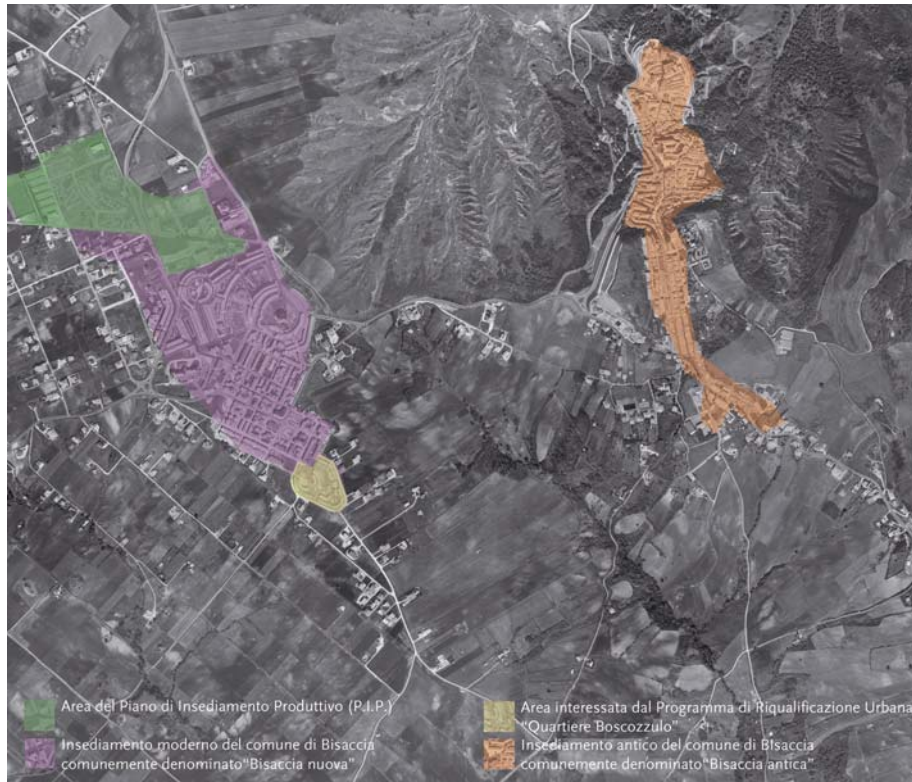 Area del Piano di Insediamento Produttivo (P.I.P.)
Insediamento moderno del comune di Bisaccia
comunemente denominato"Bisaccia nuova"
Area interessata dal Programma di Riqualificazione Urbana
"Quartiere Boscozzulo"
Insediamento antico del comune di BIsaccia
comunemente denominato"Bisaccia antica"